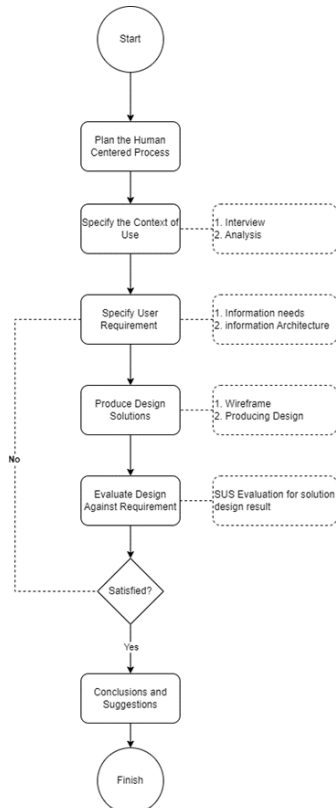 Start
Plan the Human
Centered Process
Specify the Context of
Use
1. Interview
2. Analysis
Specify User
Requirement
1. Information needs
2. information Architecture
Produce Design
Solutions
1. Wireframe
2. Producing Design
No
Evaluate Design
Against Requirement
SUS Evaluation for solution
design result
Satisfied?
Yes
Conclusions and
Suggestions
Finish